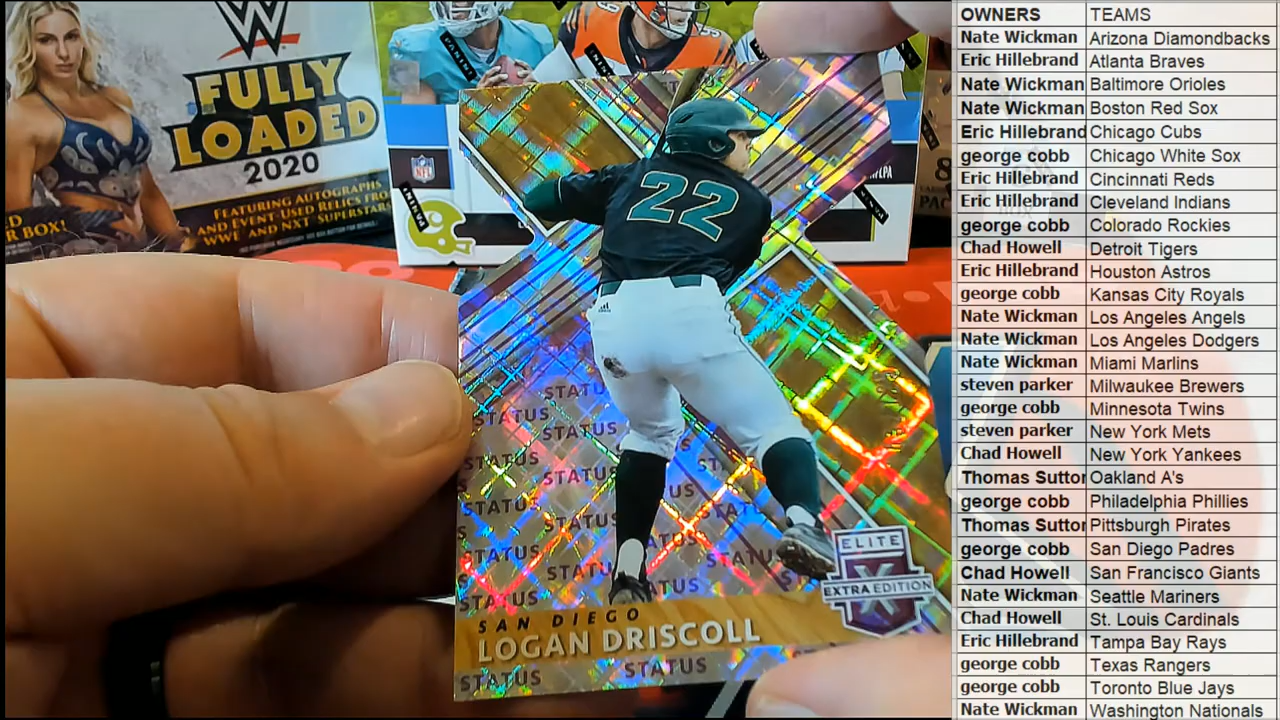 WWE
FULLY
LOADED
2020
FEATURING AUTOGRAPHS
AND EVENT-USED RELICS FRO
WWE AND NXT SUPERSTARS
R BOX!
PANINI
NFL
22
adidas
STATUS
STATUS
STATUS
STATUS
STATUS
STATUS
STATUS
STATUS
STATUS
STATUS
STATUS
STATUS
SAN DIEGO
LOGAN DRISCOLL
STATUS
STATUS
ELITE
X
EXTRA EDITION
OWNERS TEAMS
Nate Wickman Arizona Diamondbacks
Eric Hillebrand Atlanta Braves
Nate Wickman Baltimore Orioles
Nate Wickman Boston Red Sox
Eric Hillebrand Chicago Cubs
george cobb Chicago White Sox
Eric Hillebrand Cincinnati Reds
Eric Hillebrand Cleveland Indians
george cobb Colorado Rockies
Chad Howell Detroit Tigers
Eric Hillebrand Houston Astros
george cobb Kansas City Royals
Nate Wickman Los Angeles Angels
Nate Wickman Los Angeles Dodgers
Nate Wickman Miami Marlins
steven parker Milwaukee Brewers
george cobb Minnesota Twins
steven parker New York Mets
Chad Howell New York Yankees
Thomas Sutton Oakland A's
george cobb Philadelphia Phillies
Thomas Sutton Pittsburgh Pirates
george cobb San Diego Padres
Chad Howell San Francisco Giants
Nate Wickman Seattle Mariners
Chad Howell St. Louis Cardinals
Eric Hillebrand Tampa Bay Rays
george cobb Texas Rangers
george cobb Toronto Blue Jays
Nate Wickman Washington Nationals